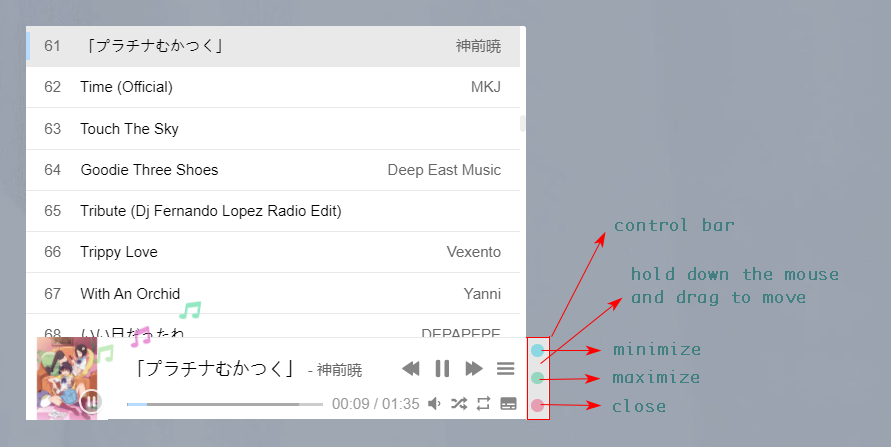 61 「プラチナむかつく」 神前暁
62 Time (Official) MKJ
63 Touch The Sky
64 Goodie Three Shoes Deep East Music
65 Tribute (Dj Fernando Lopez Radio Edit)
66 Trippy Love Vexento
67 With An Orchid Yanni
68 いい日だったね DEPAPEPE
「プラチナむかつく」 - 神前暁
00:09 / 01:35
control bar
hold down the mouse
and drag to move
minimize
maximize
close